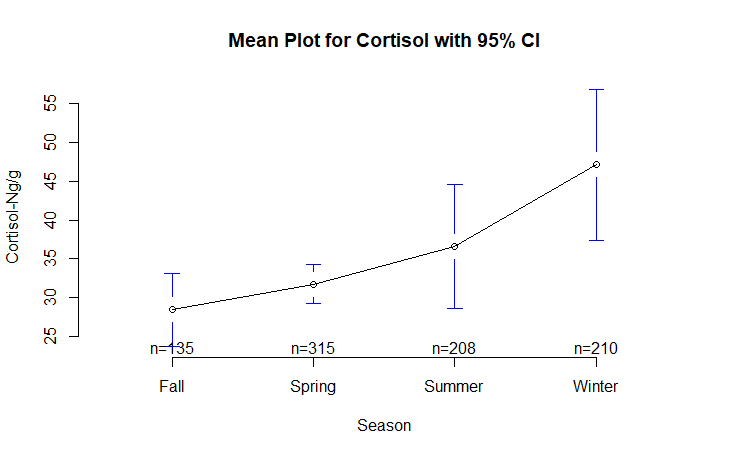 Mean Plot for Cortisol with 95% CI
Cortisol-Ng/g
55
50
45
40
35
30
25
n=135 n=315 n=208 n=210
Fall Spring Summer Winter
Season